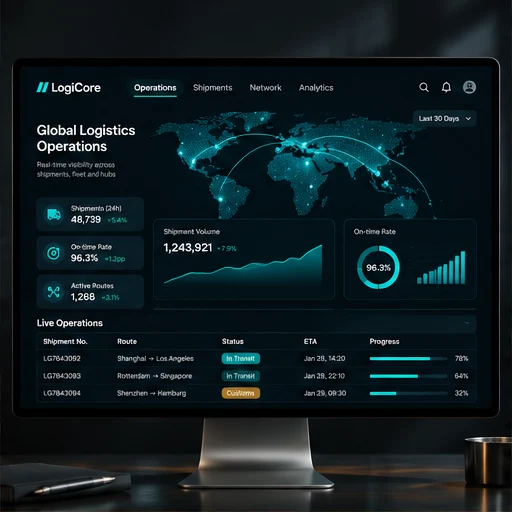 LogiCore
Operations Shipments Network Analytics
Last 30 Days
Global Logistics
Operations
Real-time visibility across
shipments, fleet and hubs
Shipments (24h)
48,739 +5.4%
On-time Rate
96.3% +1.2pp
Active Routes
1,268 +3.1%
Shipment Volume
1,243,921 +7.9%
On-time Rate
96.3%
Live Operations
Shipment No. Route Status ETA Progress
LG7843092 Shanghai → Los Angeles In Transit Jan 28, 14:20 78%
LG7843093 Rotterdam → Singapore In Transit Jan 28, 22:10 64%
LG7843094 Shenzhen → Hamburg Customs Jan 29, 09:30 32%